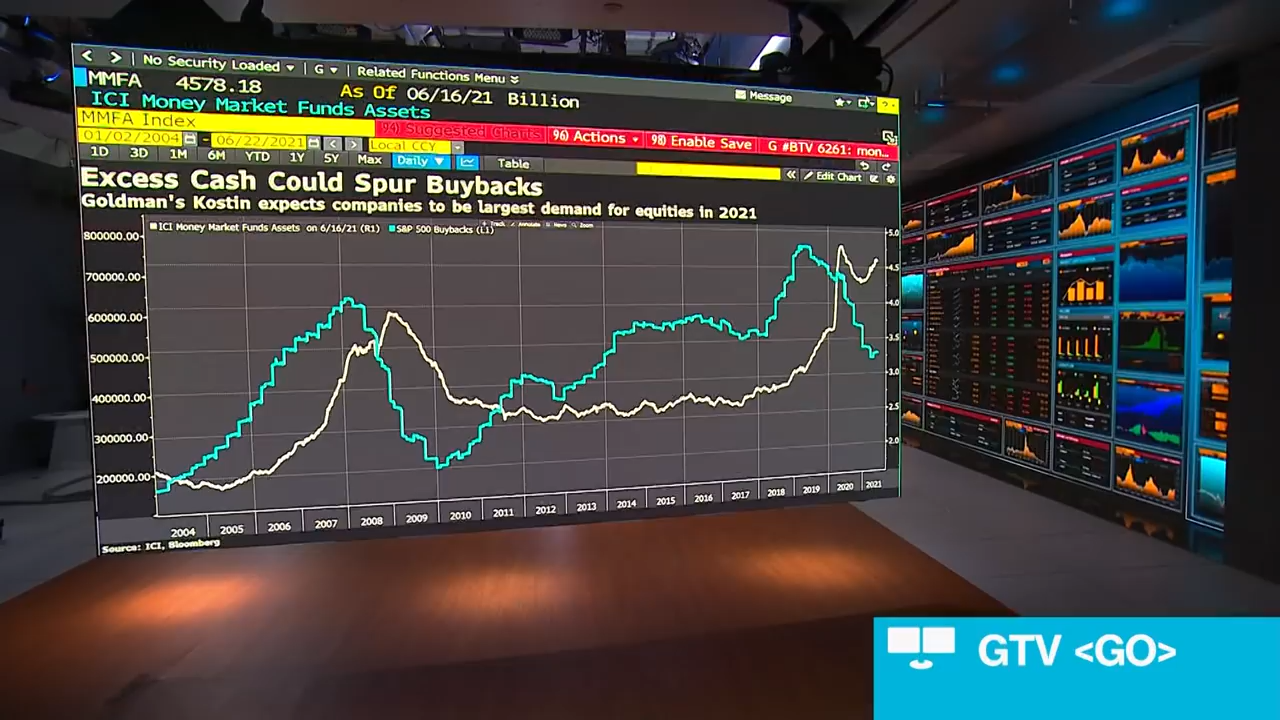 < > No Security Loaded ▾ | G ▾ | Related Functions Menu
Message
MMFA 4578.18 As Of 06/16/21 Billion
ICI Money Market Funds Assets
MMFA Index
94) Suggested Charts 96) Actions 98) Enable Save G #BTV 6261: mon...
01/02/2004 - 06/22/2021 < > Local CCY
1D 3D 1M 6M YTD 1Y 5Y Max Daily ▼ Table
« Edit Chart
Excess Cash Could Spur Buybacks
Goldman's Kostin expects companies to be largest demand for equities in 2021
ICI Money Market Funds Assets on 6/16/21 (R1) S&P 500 Buybacks (L1)
Track Annotate News Zoom
800000.00
700000.00
600000.00
500000.00
400000.00
300000.00
200000.00
5.0
4.5
4.0
3.5
3.0
2.5
2.0
2004 2005 2006 2007 2008 2009 2010 2011 2012 2013 2014 2015 2016 2017 2018 2019 2020 2021
Source: ICI, Bloomberg
GTV <GO>